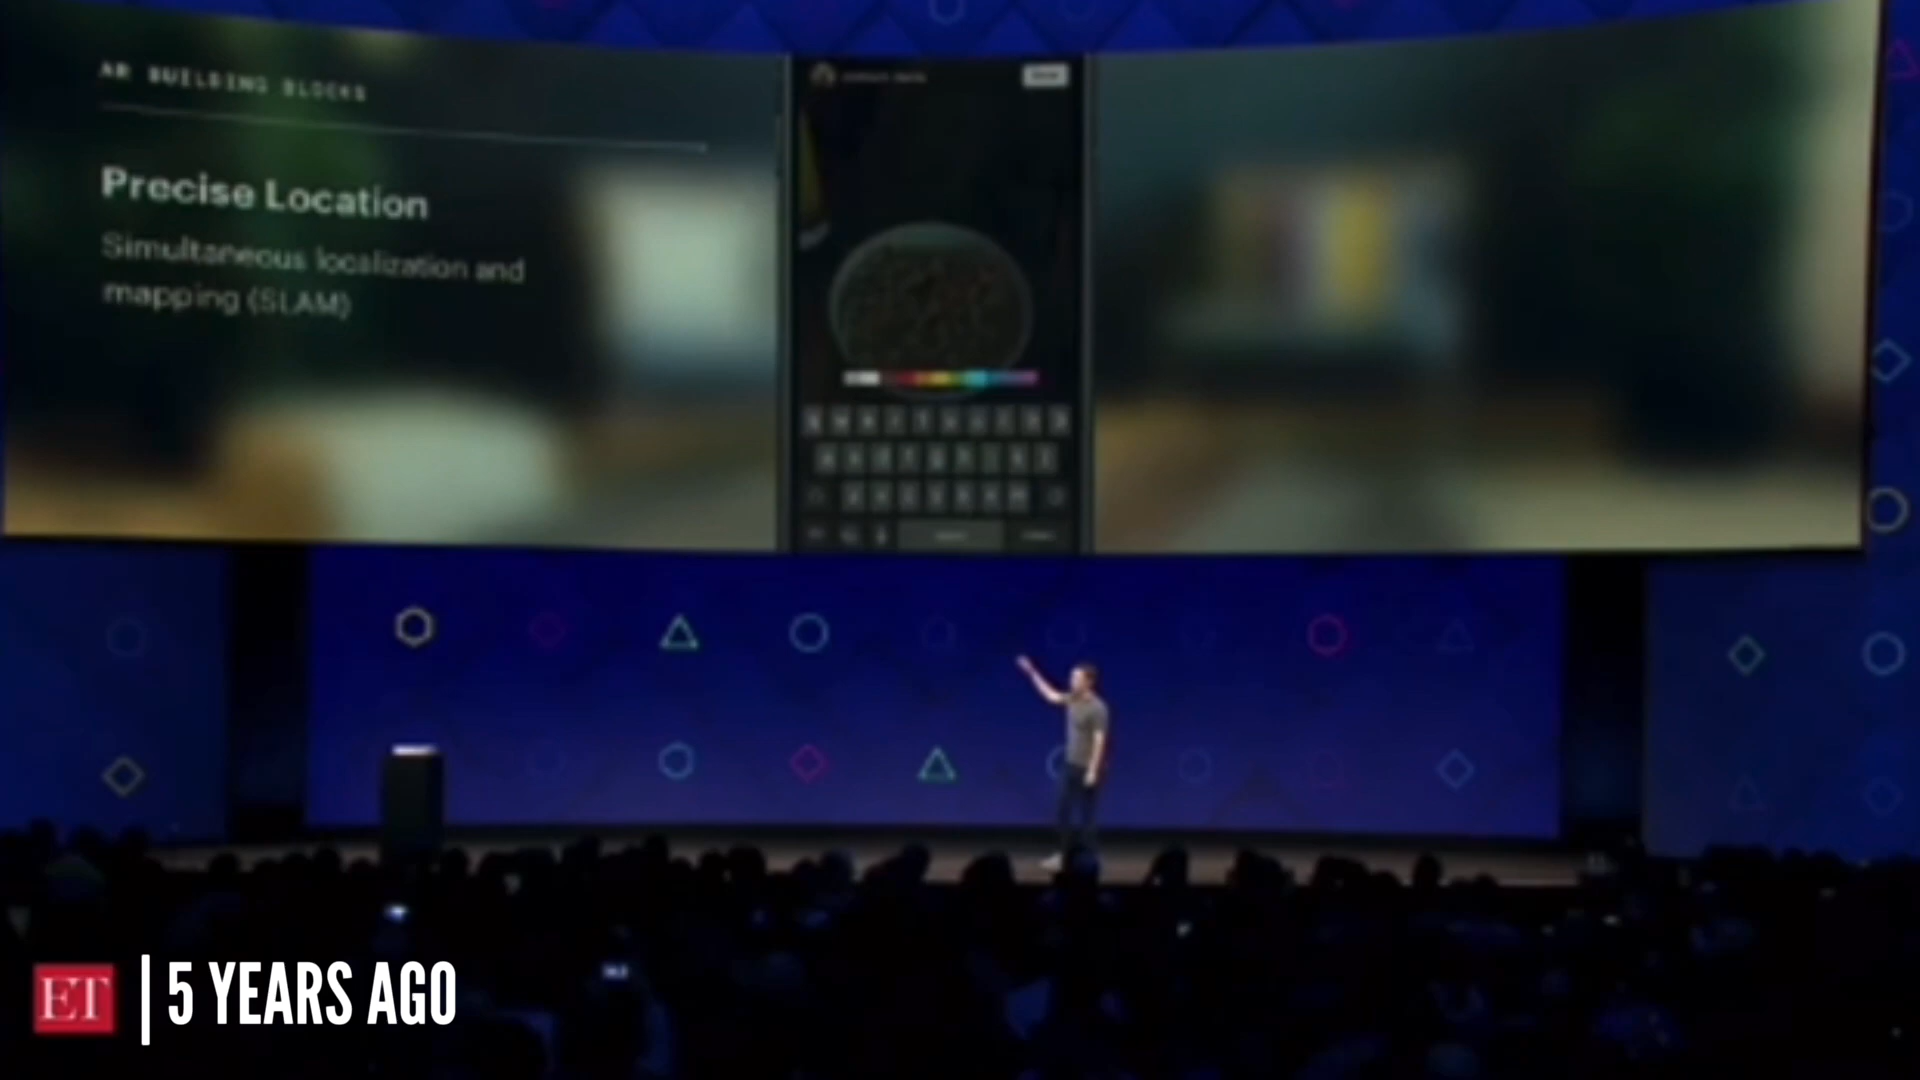 AR BUILDING BLOCKS
Precise Location
Simultaneous localization and
mapping (SLAM)
ET
5 YEARS AGO